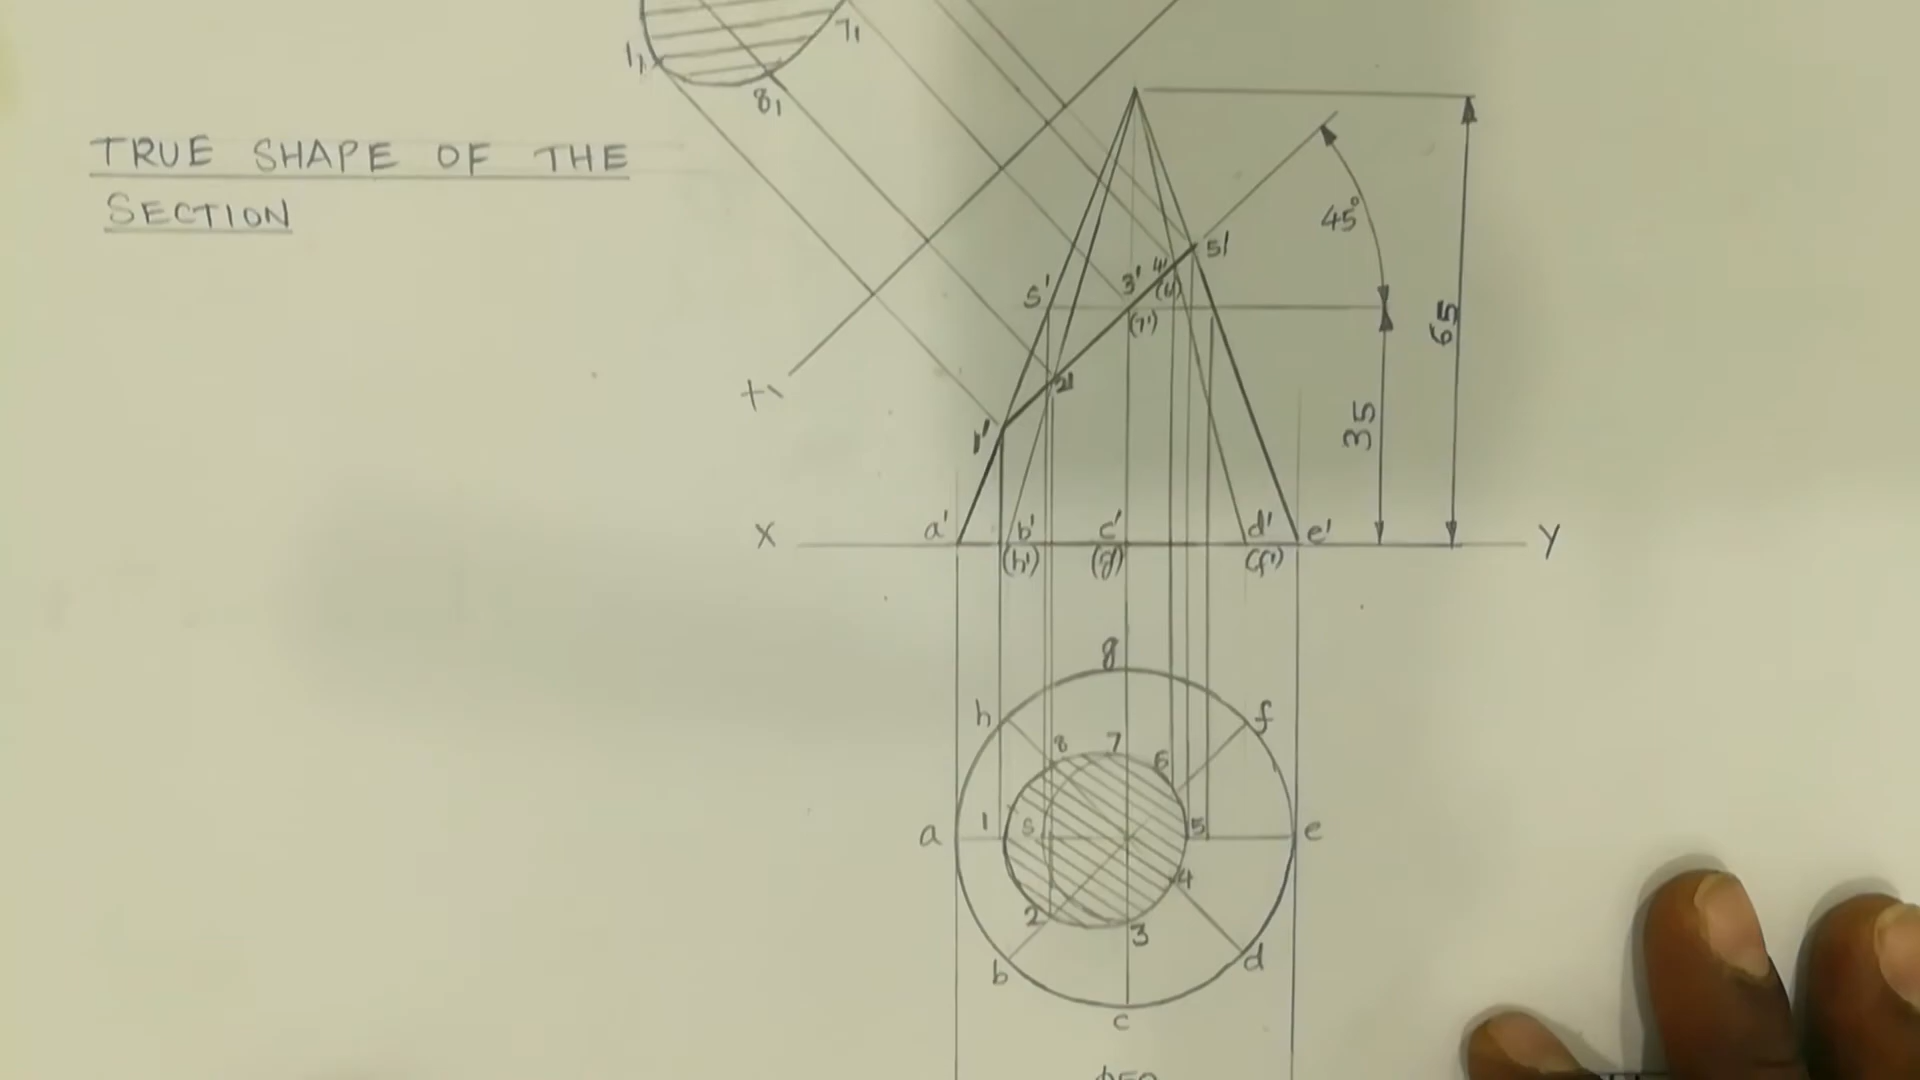 7₁
1₁
8₁
TRUE SHAPE OF THE
SECTION
45°
5'
4'
3'
(6')
s'
(7')
65
2'
x₁
35
1'
X a' b' c' d' e' Y
(h') (g') (f')
g
h f
8 7 6
a 1 s 5 e
4
2 3
b d
c